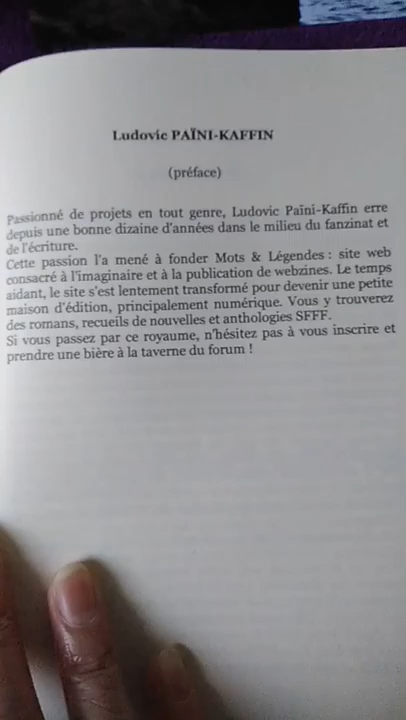 Ludovic PAÏNI-KAFFIN
(préface)
Passionné de projets en tout genre, Ludovic Païni-Kaffin erre
depuis une bonne dizaine d'années dans le milieu du fanzinat et
de l'écriture.
Cette passion l'a mené à fonder Mots & Légendes : site web
consacré à l'imaginaire et à la publication de webzines. Le temps
aidant, le site s'est lentement transformé pour devenir une petite
maison d'édition, principalement numérique. Vous y trouverez
des romans, recueils de nouvelles et anthologies SFFF.
Si vous passez par ce royaume, n'hésitez pas à vous inscrire et
prendre une bière à la taverne du forum !